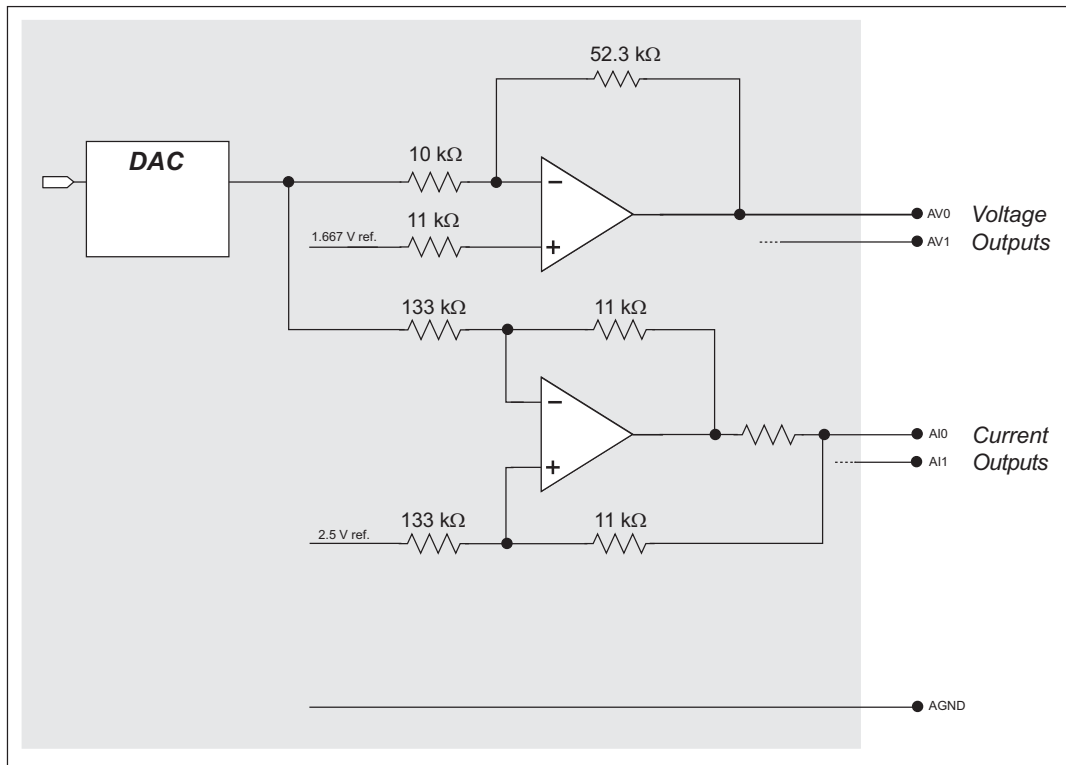 52.3 kΩ
DAC
10 kΩ
11 kΩ
1.667 V ref.
AV0
AV1
Voltage
Outputs
133 kΩ
11 kΩ
AI0
AI1
Current
Outputs
133 kΩ
11 kΩ
2.5 V ref.
AGND